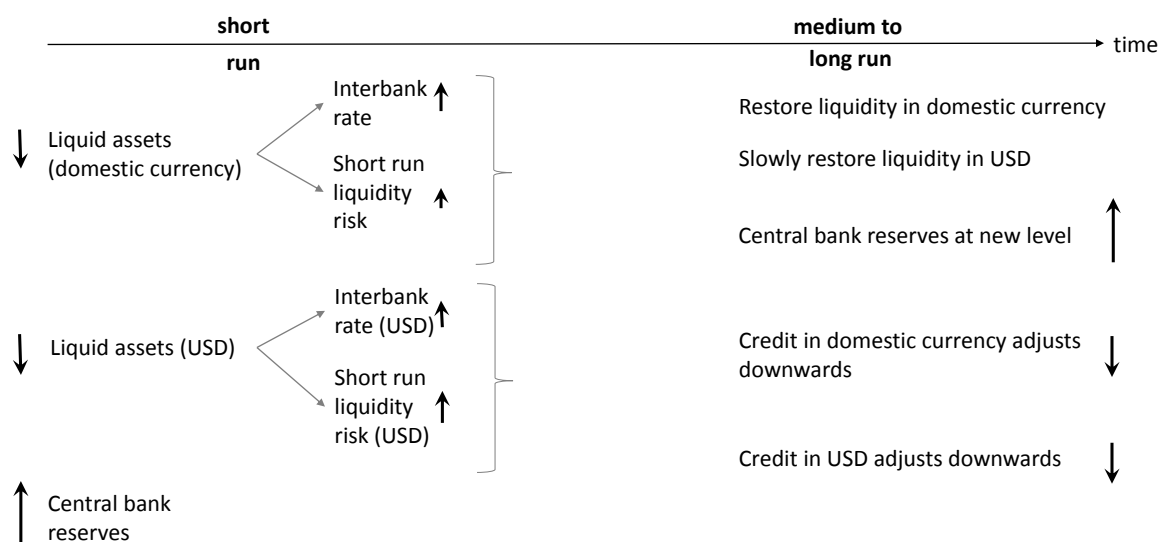 short
run
medium to
long run
time
Liquid assets
(domestic currency)
Interbank
rate
Short run
liquidity
risk
Restore liquidity in domestic currency
Slowly restore liquidity in USD
Central bank reserves at new level
Liquid assets (USD)
Interbank
rate (USD)
Short run
liquidity
risk (USD)
Credit in domestic currency adjusts
downwards
Credit in USD adjusts downwards
Central bank
reserves